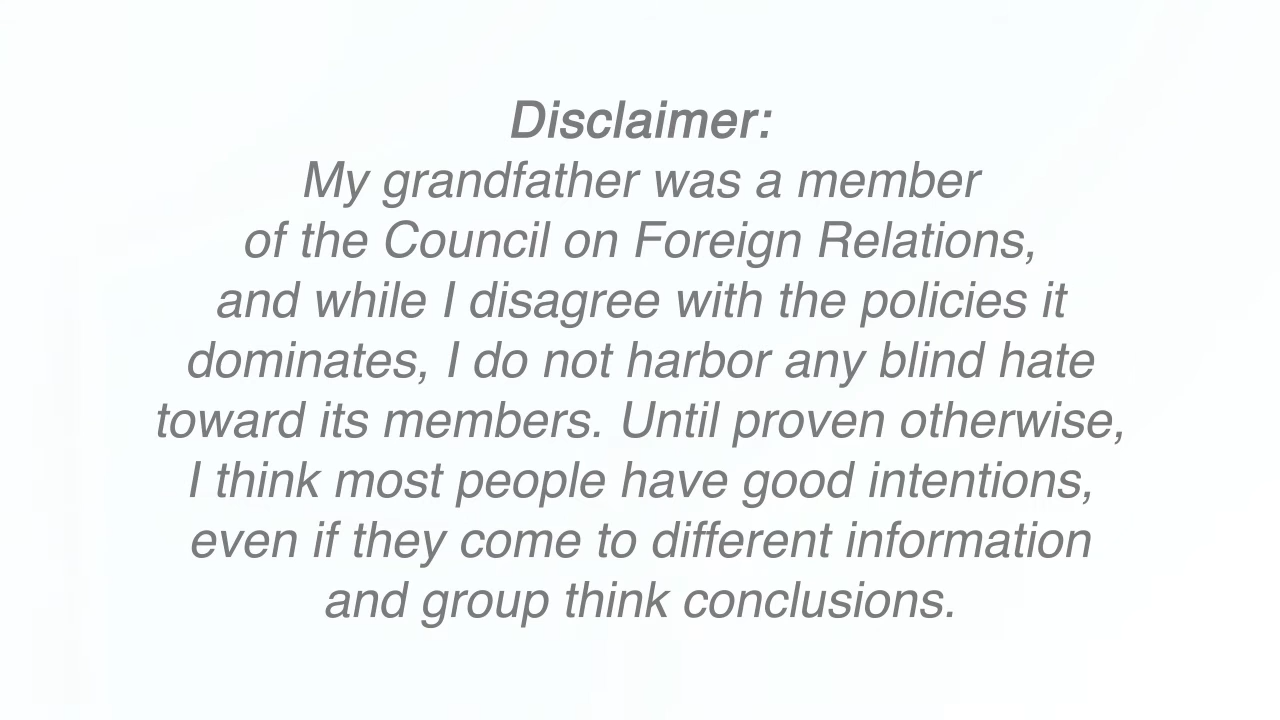 Disclaimer:
My grandfather was a member
of the Council on Foreign Relations,
and while I disagree with the policies it
dominates, I do not harbor any blind hate
toward its members. Until proven otherwise,
I think most people have good intentions,
even if they come to different information
and group think conclusions.